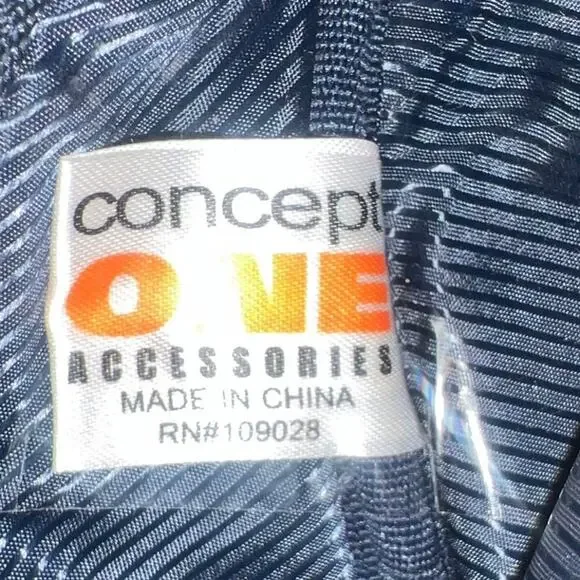 concept
ONE
ACCESSORIES
MADE IN CHINA
RN#109028